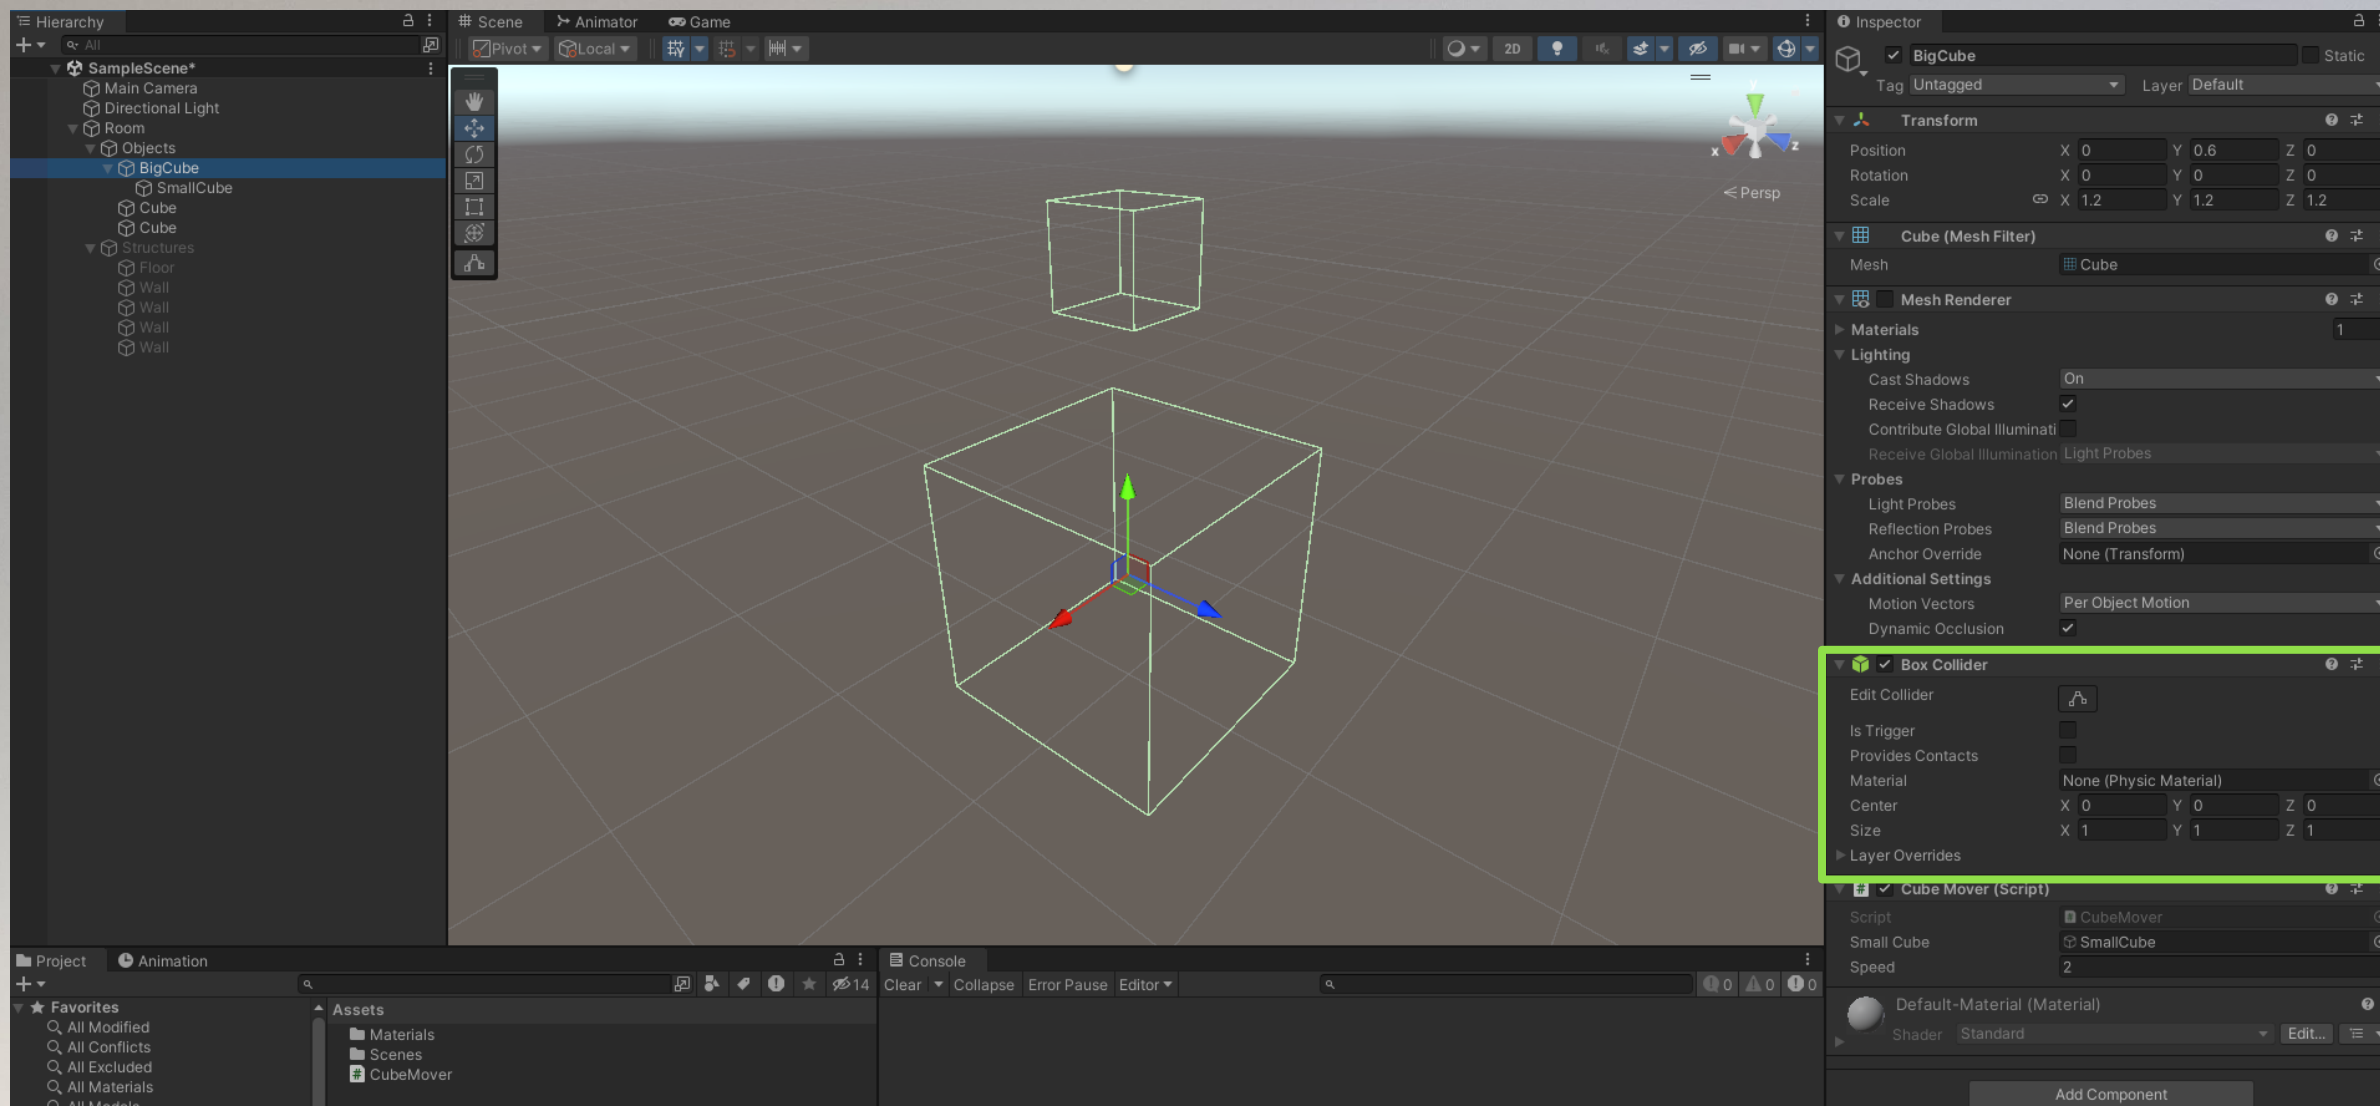 Hierarchy
All
SampleScene*
Main Camera
Directional Light
Room
Objects
BigCube
SmallCube
Cube
Cube
Structures
Floor
Wall
Wall
Wall
Wall
Scene Animator Game
Pivot Local 2D
y
x z
Persp
Inspector
BigCube Static
Tag Untagged Layer Default
Transform
Position X 0 Y 0.6 Z 0
Rotation X 0 Y 0 Z 0
Scale X 1.2 Y 1.2 Z 1.2
Cube (Mesh Filter)
Mesh Cube
Mesh Renderer
Materials 1
Lighting
Cast Shadows On
Receive Shadows
Contribute Global Illuminati
Receive Global Illumination Light Probes
Probes
Light Probes Blend Probes
Reflection Probes Blend Probes
Anchor Override None (Transform)
Additional Settings
Motion Vectors Per Object Motion
Dynamic Occlusion
Box Collider
Edit Collider
Is Trigger
Provides Contacts
Material None (Physic Material)
Center X 0 Y 0 Z 0
Size X 1 Y 1 Z 1
Layer Overrides
Cube Mover (Script)
Script CubeMover
Small Cube SmallCube
Speed 2
Default-Material (Material)
Shader Standard Edit...
Add Component
Project Animation
14
Favorites
All Modified
All Conflicts
All Excluded
All Materials
All Models
Assets
Materials
Scenes
CubeMover
Console
Clear Collapse Error Pause Editor 0 0 0